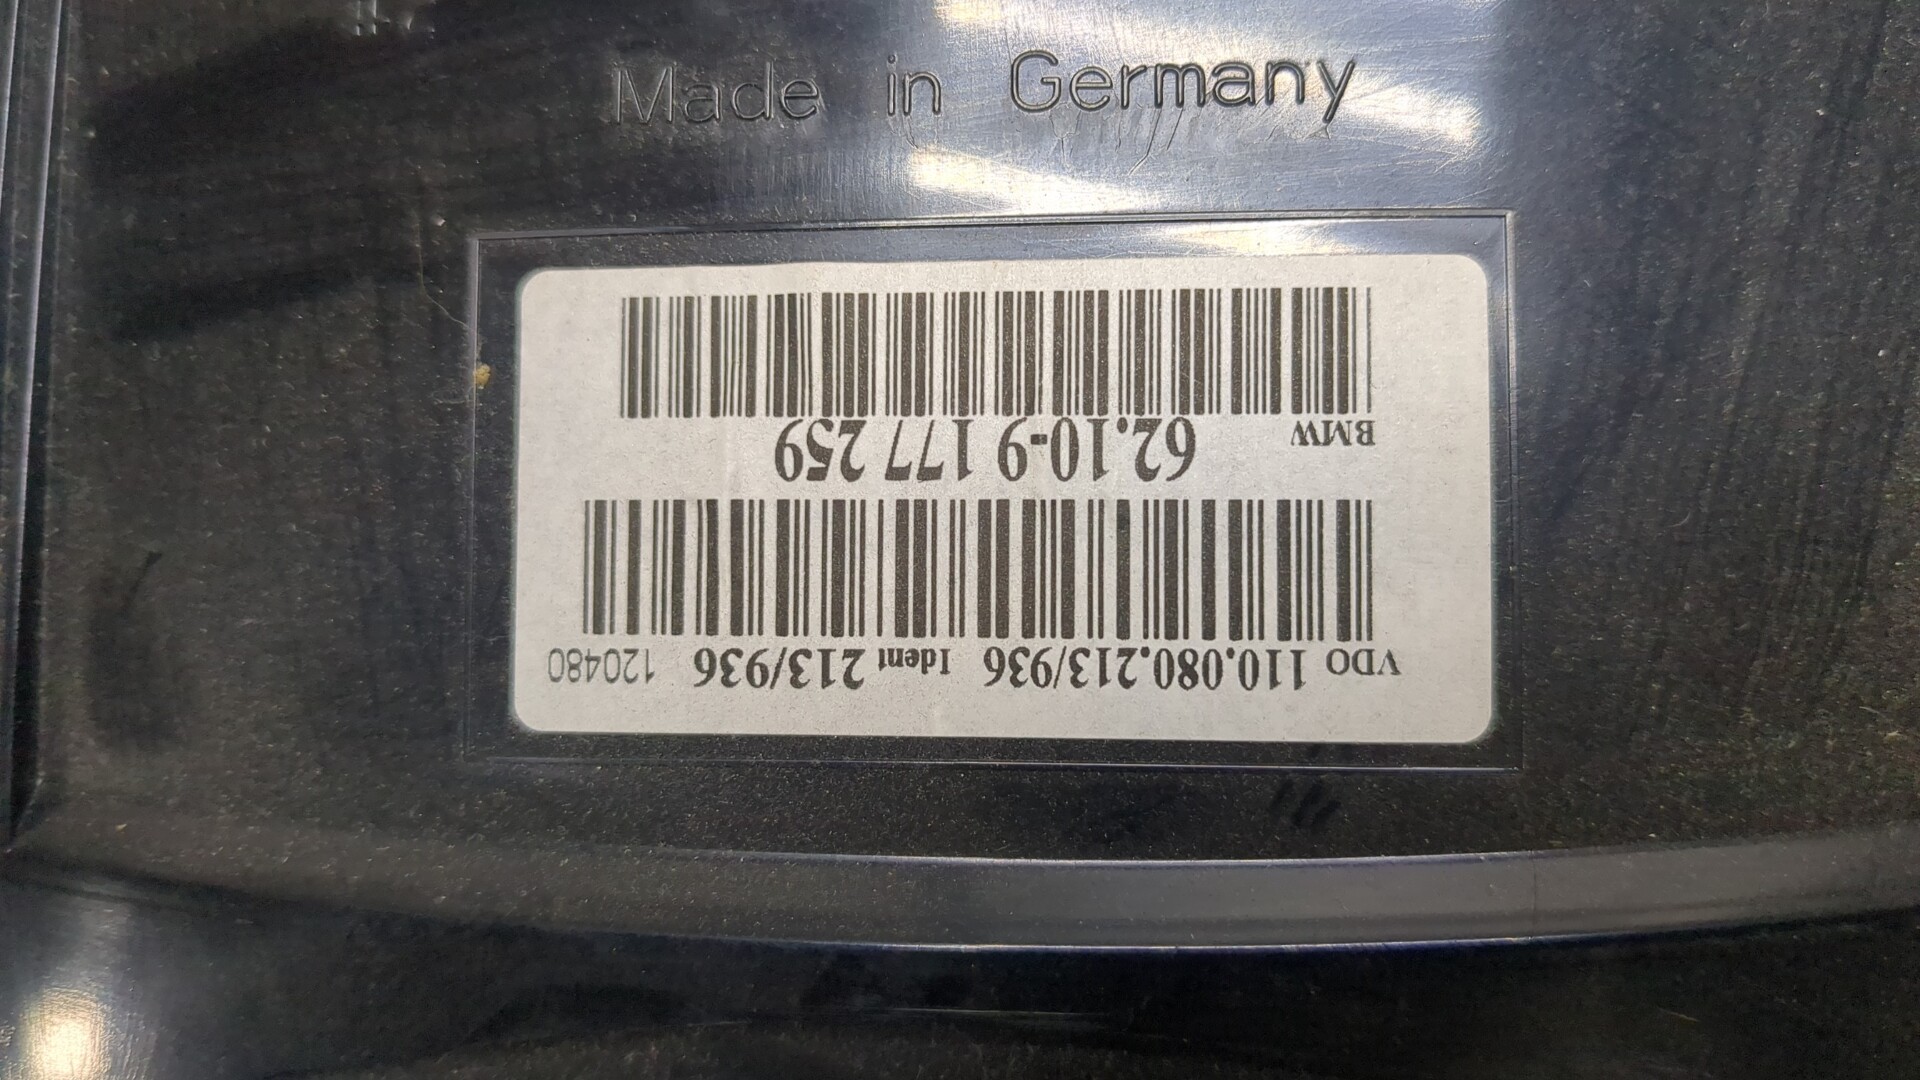 Made in Germany
VDO 110.080.213/936 Ident 213/936 120480
BMW 62.10-9 177 259